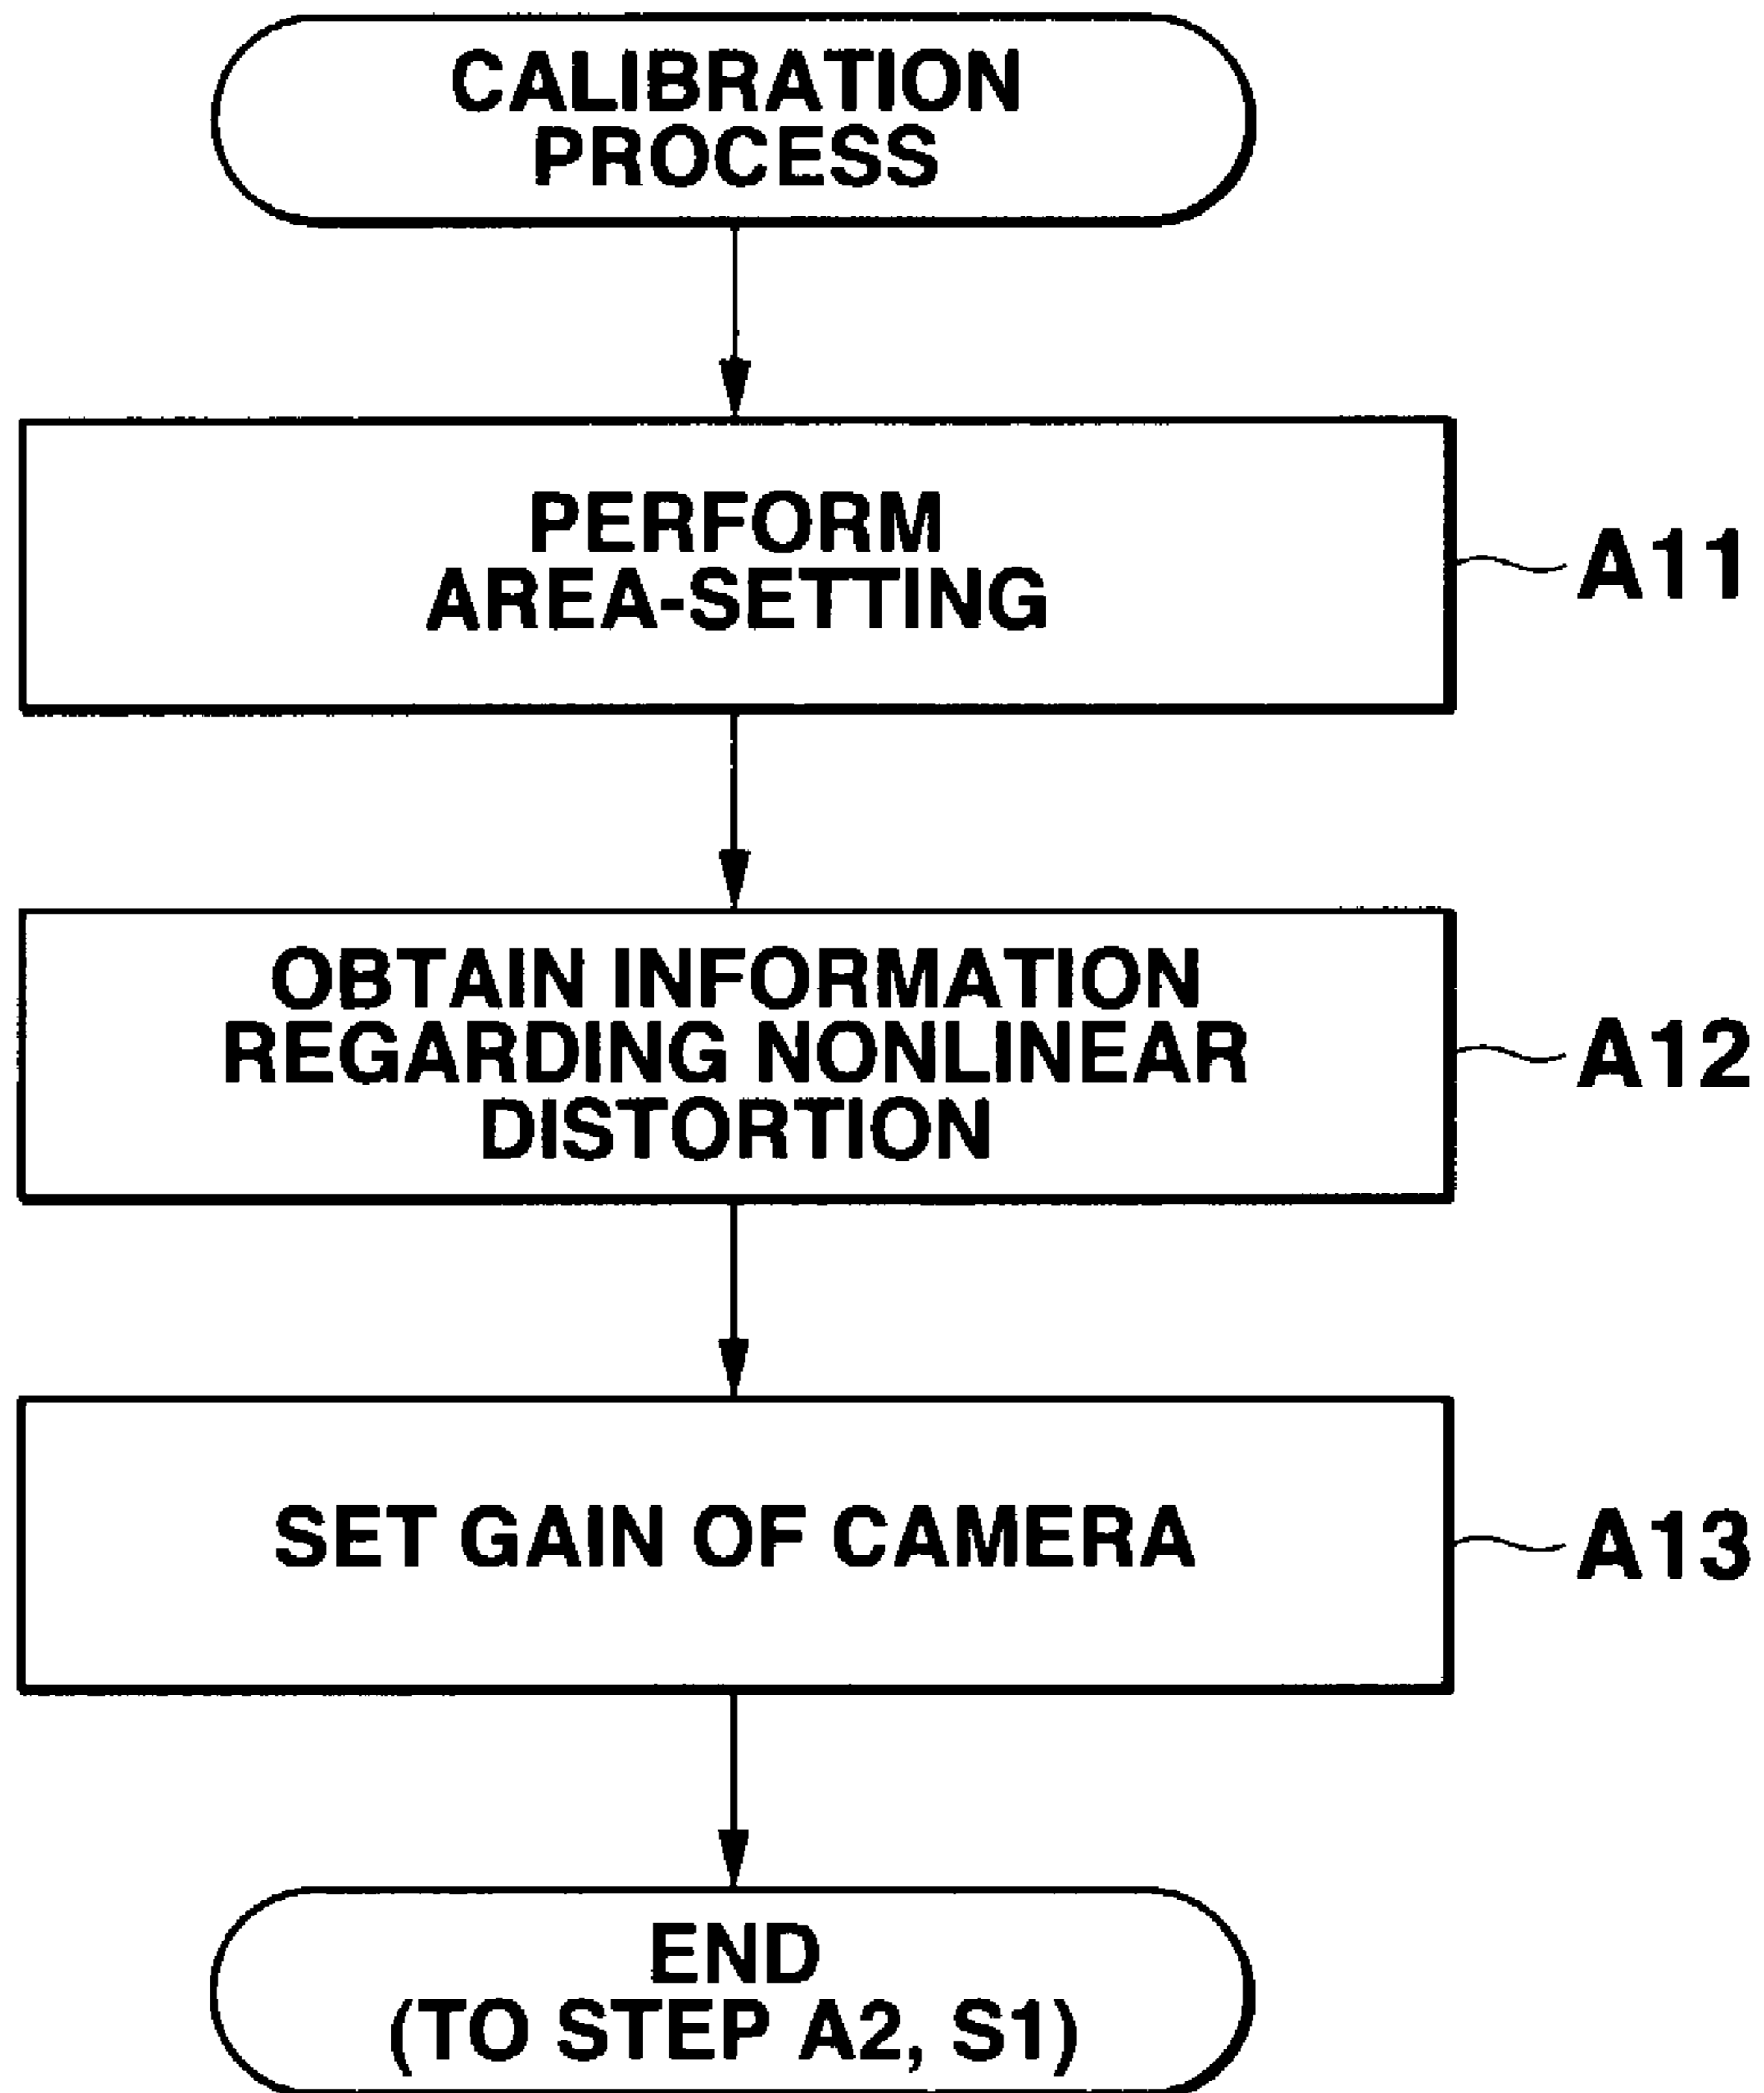 CALIBRATION
PROCESS
PERFORM
AREA-SETTING
A11
OBTAIN INFORMATION
REGARDING NONLINEAR
DISTORTION
A12
SET GAIN OF CAMERA
A13
END
(TO STEP A2, S1)